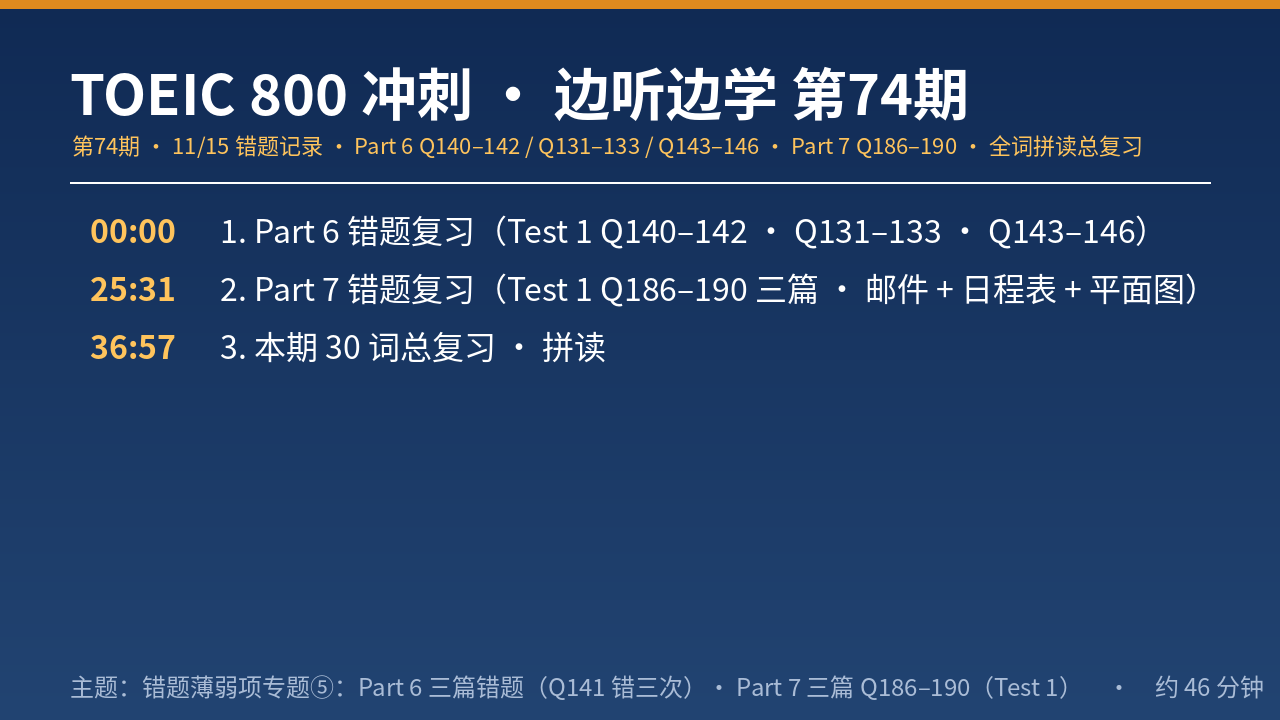 TOEIC 800 冲刺 · 边听边学 第74期
第74期 · 11/15 错题记录 · Part 6 Q140–142 / Q131–133 / Q143–146 · Part 7 Q186–190 · 全词拼读总复习
00:00 1. Part 6 错题复习（Test 1 Q140–142 · Q131–133 · Q143–146）
25:31 2. Part 7 错题复习（Test 1 Q186–190 三篇 · 邮件 + 日程表 + 平面图）
36:57 3. 本期 30 词总复习 · 拼读
主题：错题薄弱项专题⑤：Part 6 三篇错题（Q141 错三次）· Part 7 三篇 Q186–190（Test 1） · 约 46 分钟